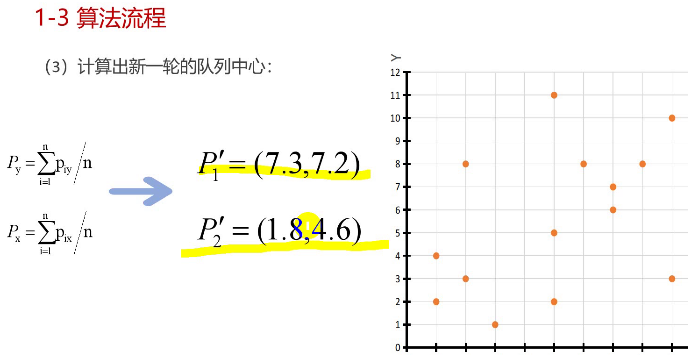 1-3 算法流程
（3）计算出新一轮的队列中心：
P_y = ∑_{i=1}^{n} p_{iy} / n
P_1' = (7.3,7.2)
P_x = ∑_{i=1}^{n} p_{ix} / n
P_2' = (1.8,4.6)
Y
12
11
10
9
8
7
6
5
4
3
2
1
0